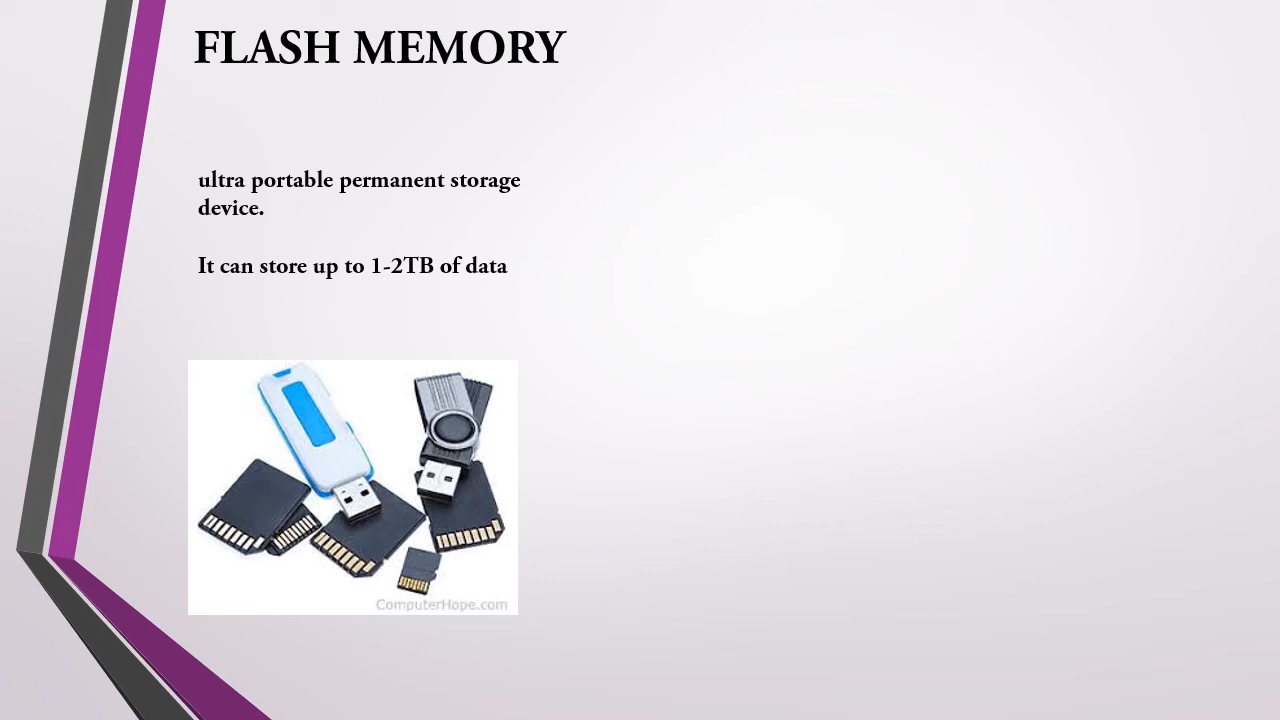 FLASH MEMORY
ultra portable permanent storage
device.
It can store up to 1-2TB of data
ComputerHope.com